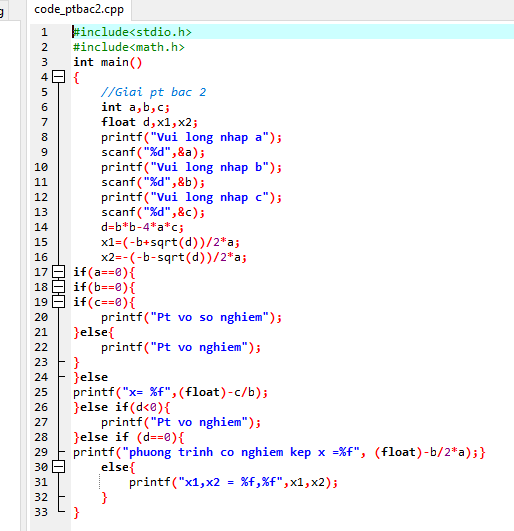 g
code_ptbac2.cpp
1 #include<stdio.h>
2 #include<math.h>
3 int main()
4 {
5 //Giai pt bac 2
6 int a,b,c;
7 float d,x1,x2;
8 printf("Vui long nhap a");
9 scanf("%d",&a);
10 printf("Vui long nhap b");
11 scanf("%d",&b);
12 printf("Vui long nhap c");
13 scanf("%d",&c);
14 d=b*b-4*a*c;
15 x1=(-b+sqrt(d))/2*a;
16 x2=-(-b-sqrt(d))/2*a;
17 if(a==0){
18 if(b==0){
19 if(c==0){
20 printf("Pt vo so nghiem");
21 }else{
22 printf("Pt vo nghiem");
23 }
24 }else
25 printf("x= %f",(float)-c/b);
26 }else if(d<0){
27 printf("Pt vo nghiem");
28 }else if (d==0){
29 printf("phuong trinh co nghiem kep x =%f", (float)-b/2*a);}
30 else{
31 printf("x1,x2 = %f,%f",x1,x2);
32 }
33 }